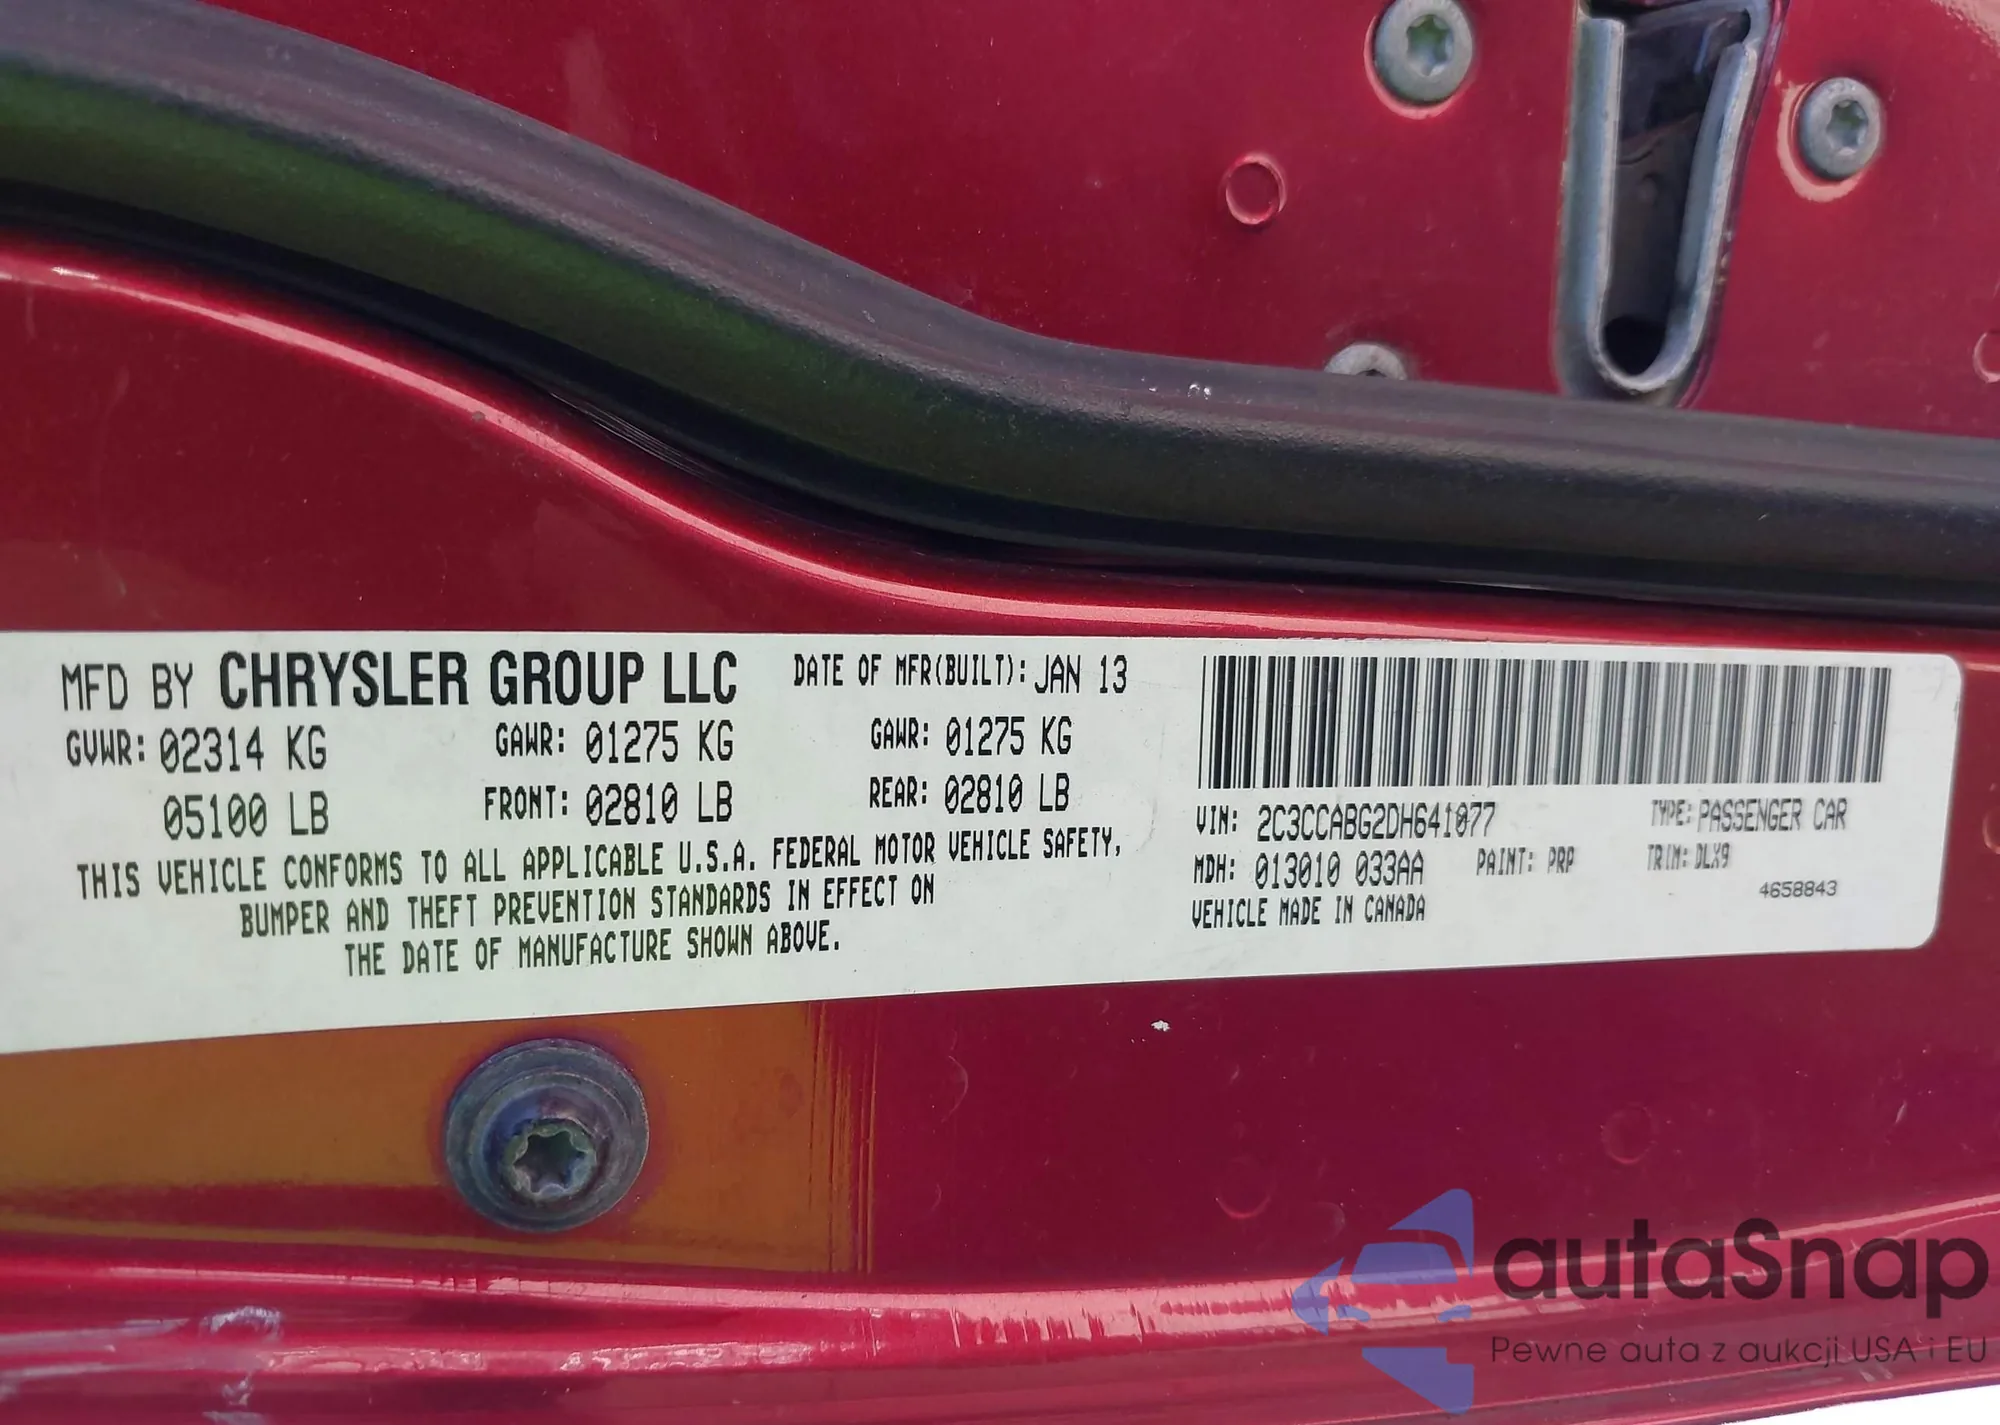 MFD BY CHRYSLER GROUP LLC DATE OF MFR(BUILT): JAN 13
GVWR: 02314 KG GAWR: 01275 KG GAWR: 01275 KG
05100 LB FRONT: 02810 LB REAR: 02810 LB
THIS VEHICLE CONFORMS TO ALL APPLICABLE U.S.A. FEDERAL MOTOR VEHICLE SAFETY,
BUMPER AND THEFT PREVENTION STANDARDS IN EFFECT ON
THE DATE OF MANUFACTURE SHOWN ABOVE.
VIN: 2C3CCABG2DH641077 TYPE: PASSENGER CAR
MDH: 013010 033AA PAINT: PRP TRIM: DLX9
VEHICLE MADE IN CANADA 4658843
autaSnap
Pewne auta z aukcji USA i EU